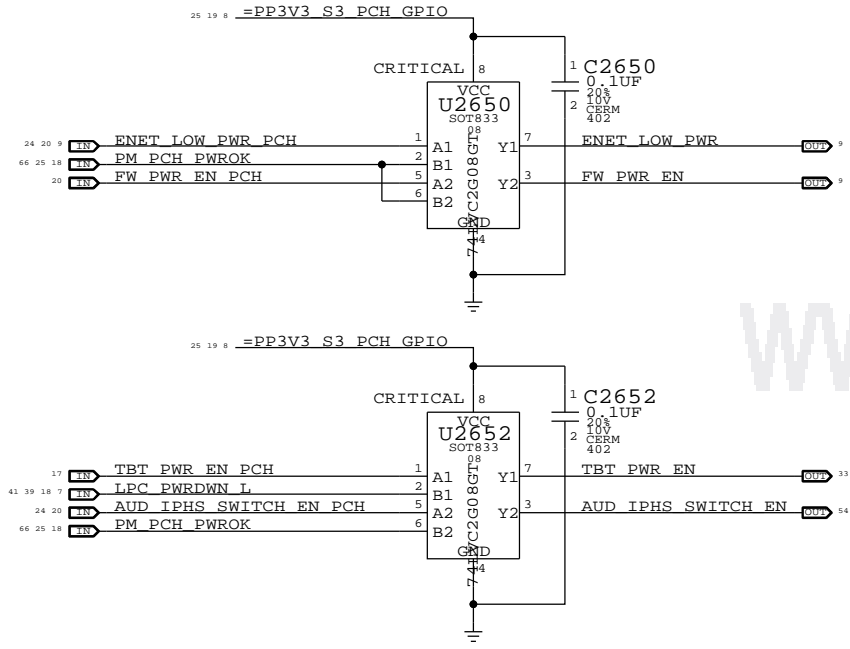 25 19 8 =PP3V3_S3_PCH_GPIO
CRITICAL 8
1 C2650
0.1UF
20%
10V
CERM
402
2
VCC
U2650
SOT833
08
74LVC2G08GT
24 20 9 IN ENET_LOW_PWR_PCH 1 A1
66 25 18 IN PM_PCH_PWROK 2 B1
20 IN FW_PWR_EN_PCH 5 A2
6 B2
Y1 7 ENET_LOW_PWR OUT 9
Y2 3 FW_PWR_EN OUT 9
GND
4
25 19 8 =PP3V3_S3_PCH_GPIO
CRITICAL 8
1 C2652
0.1UF
20%
10V
CERM
402
2
VCC
U2652
SOT833
08
74LVC2G08GT
17 IN TBT_PWR_EN_PCH 1 A1
41 39 18 7 IN LPC_PWRDWN_L 2 B1
24 20 IN AUD_IPHS_SWITCH_EN_PCH 5 A2
66 25 18 IN PM_PCH_PWROK 6 B2
Y1 7 TBT_PWR_EN OUT 33
Y2 3 AUD_IPHS_SWITCH_EN OUT 54
GND
4